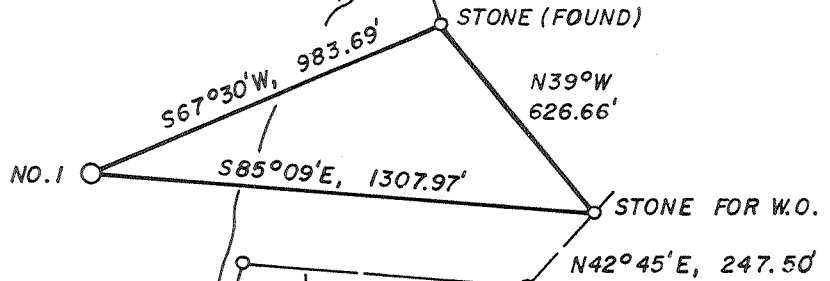 STONE (FOUND)
S67°30'W, 983.69'
N39°W
626.66'
NO. 1
S85°09'E, 1307.97'
STONE FOR W.O.
N42°45'E, 247.50'